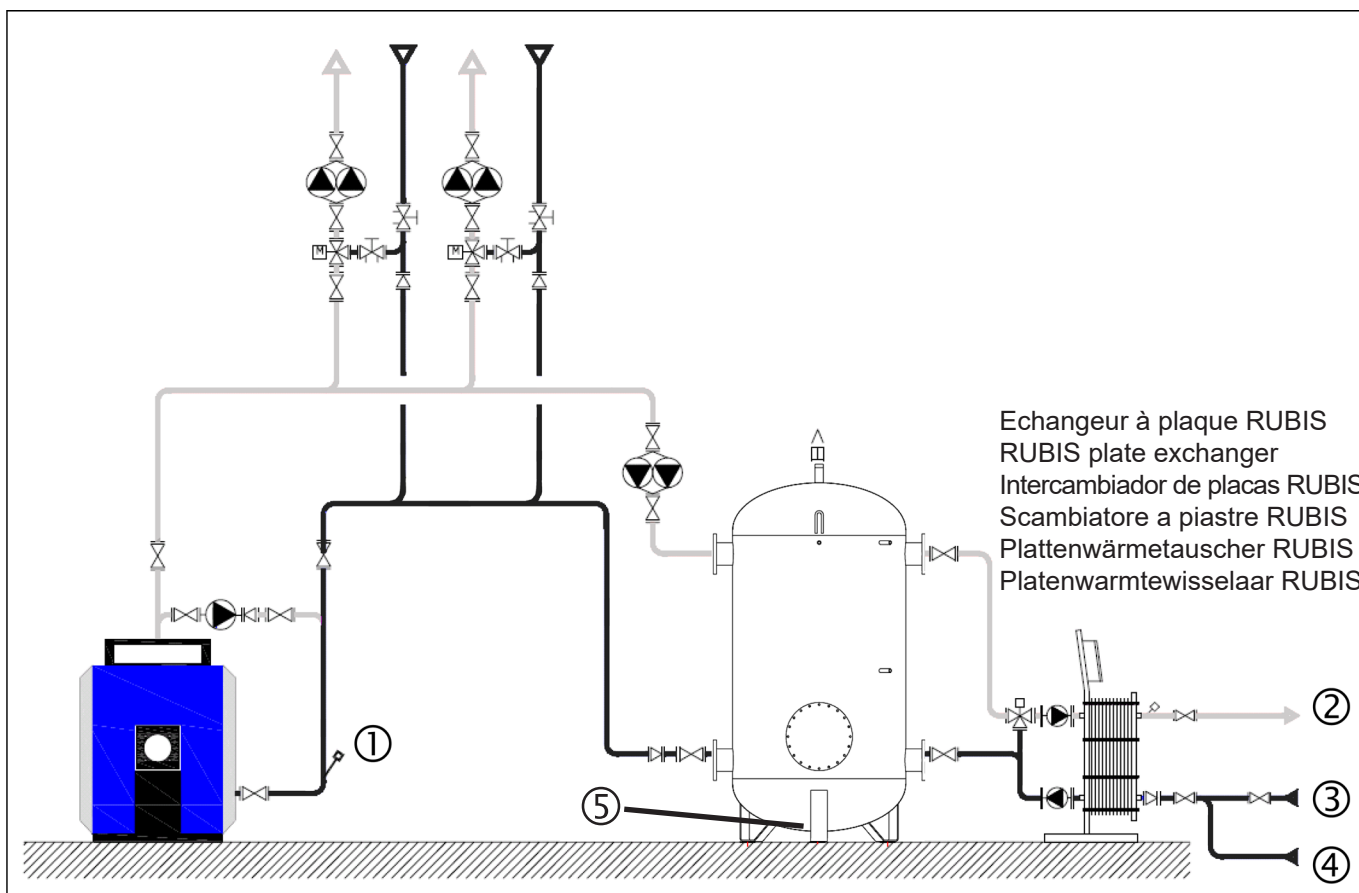 M
M
Echangeur à plaque RUBIS
RUBIS plate exchanger
Intercambiador de placas RUBIS
Scambiatore a piastre RUBIS
Plattenwärmetauscher RUBIS
Platenwarmtewisselaar RUBIS
①
②
③
④
⑤